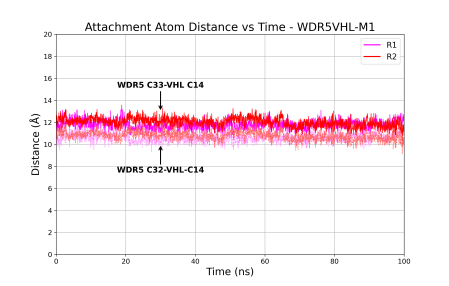 Attachment Atom Distance vs Time - WDR5VHL-M1
20
18
16
14
12
10
8
6
4
2
0
Distance (Å)
R1
R2
WDR5 C33-VHL C14
WDR5 C32-VHL-C14
0
20
40
60
80
100
Time (ns)